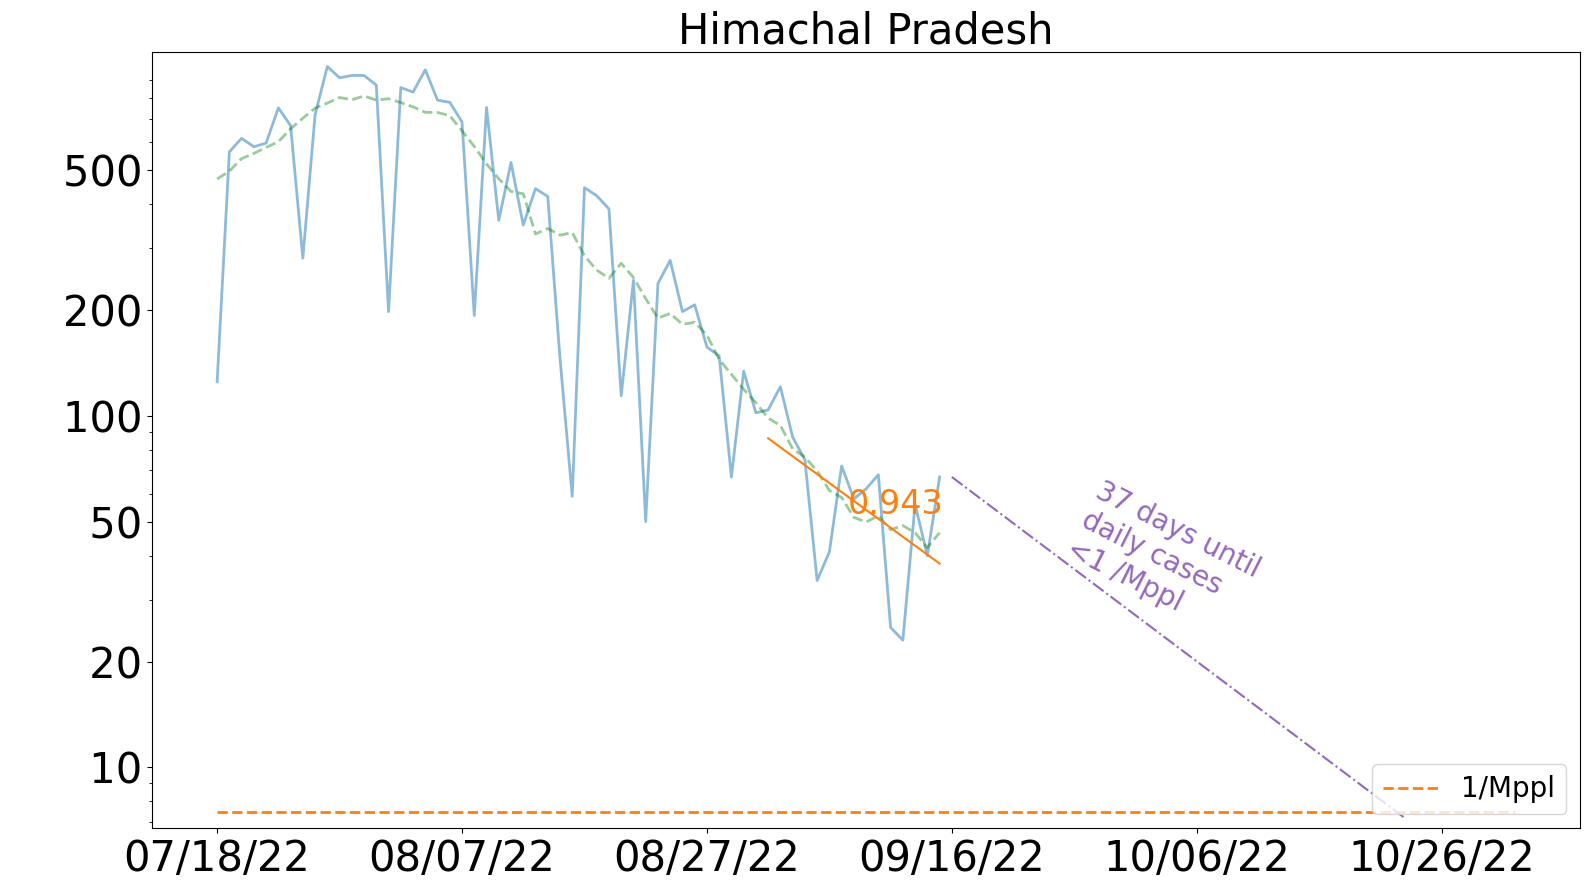 Himachal Pradesh
500
200
100
50
20
10
0.943
37 days until
daily cases
<1 /Mppl
1/Mppl
07/18/22
08/07/22
08/27/22
09/16/22
10/06/22
10/26/22